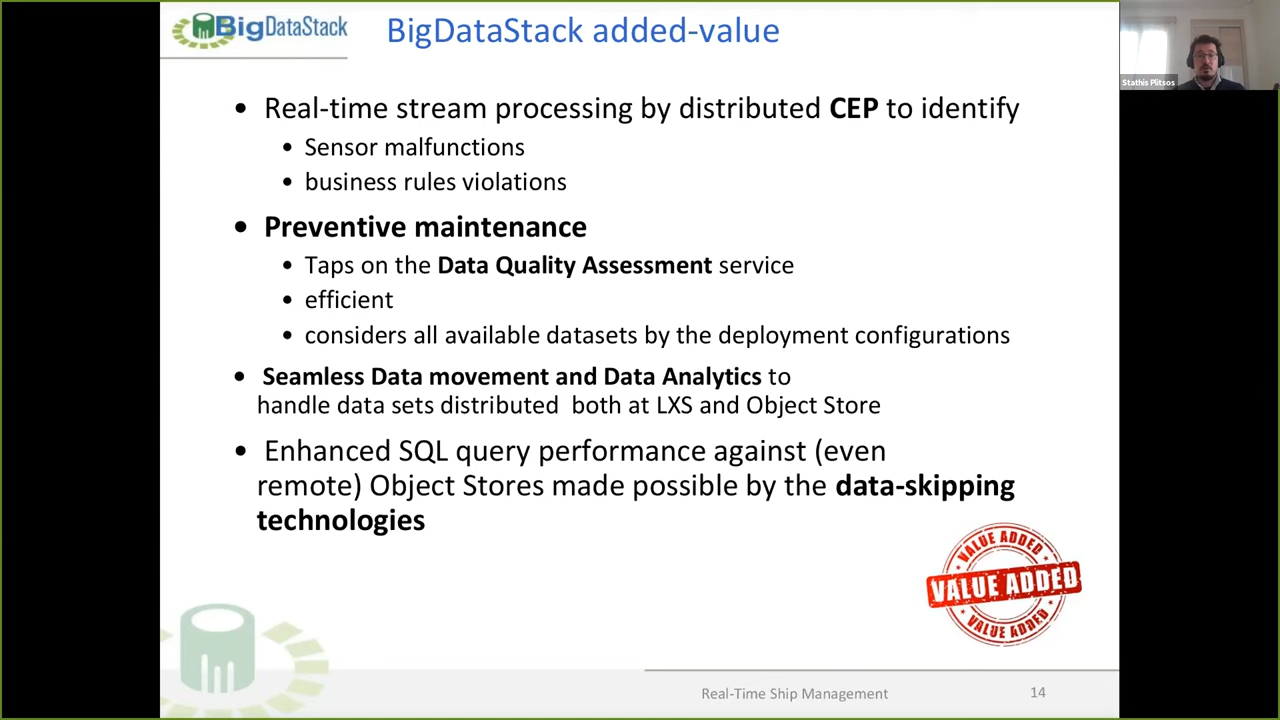 BigDataStack
BigDataStack added-value
Stathis Plitsos
• Real-time stream processing by distributed CEP to identify
• Sensor malfunctions
• business rules violations
• Preventive maintenance
• Taps on the Data Quality Assessment service
• efficient
• considers all available datasets by the deployment configurations
• Seamless Data movement and Data Analytics to
handle data sets distributed both at LXS and Object Store
• Enhanced SQL query performance against (even
remote) Object Stores made possible by the data-skipping
technologies
VALUE ADDED
VALUE ADDED
VALUE ADDED
Real-Time Ship Management
14